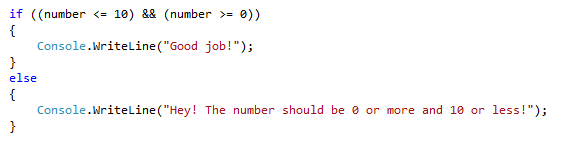 if ((number <= 10) && (number >= 0))
{
    Console.WriteLine("Good job!");
}
else
{
    Console.WriteLine("Hey! The number should be 0 or more and 10 or less!");
}